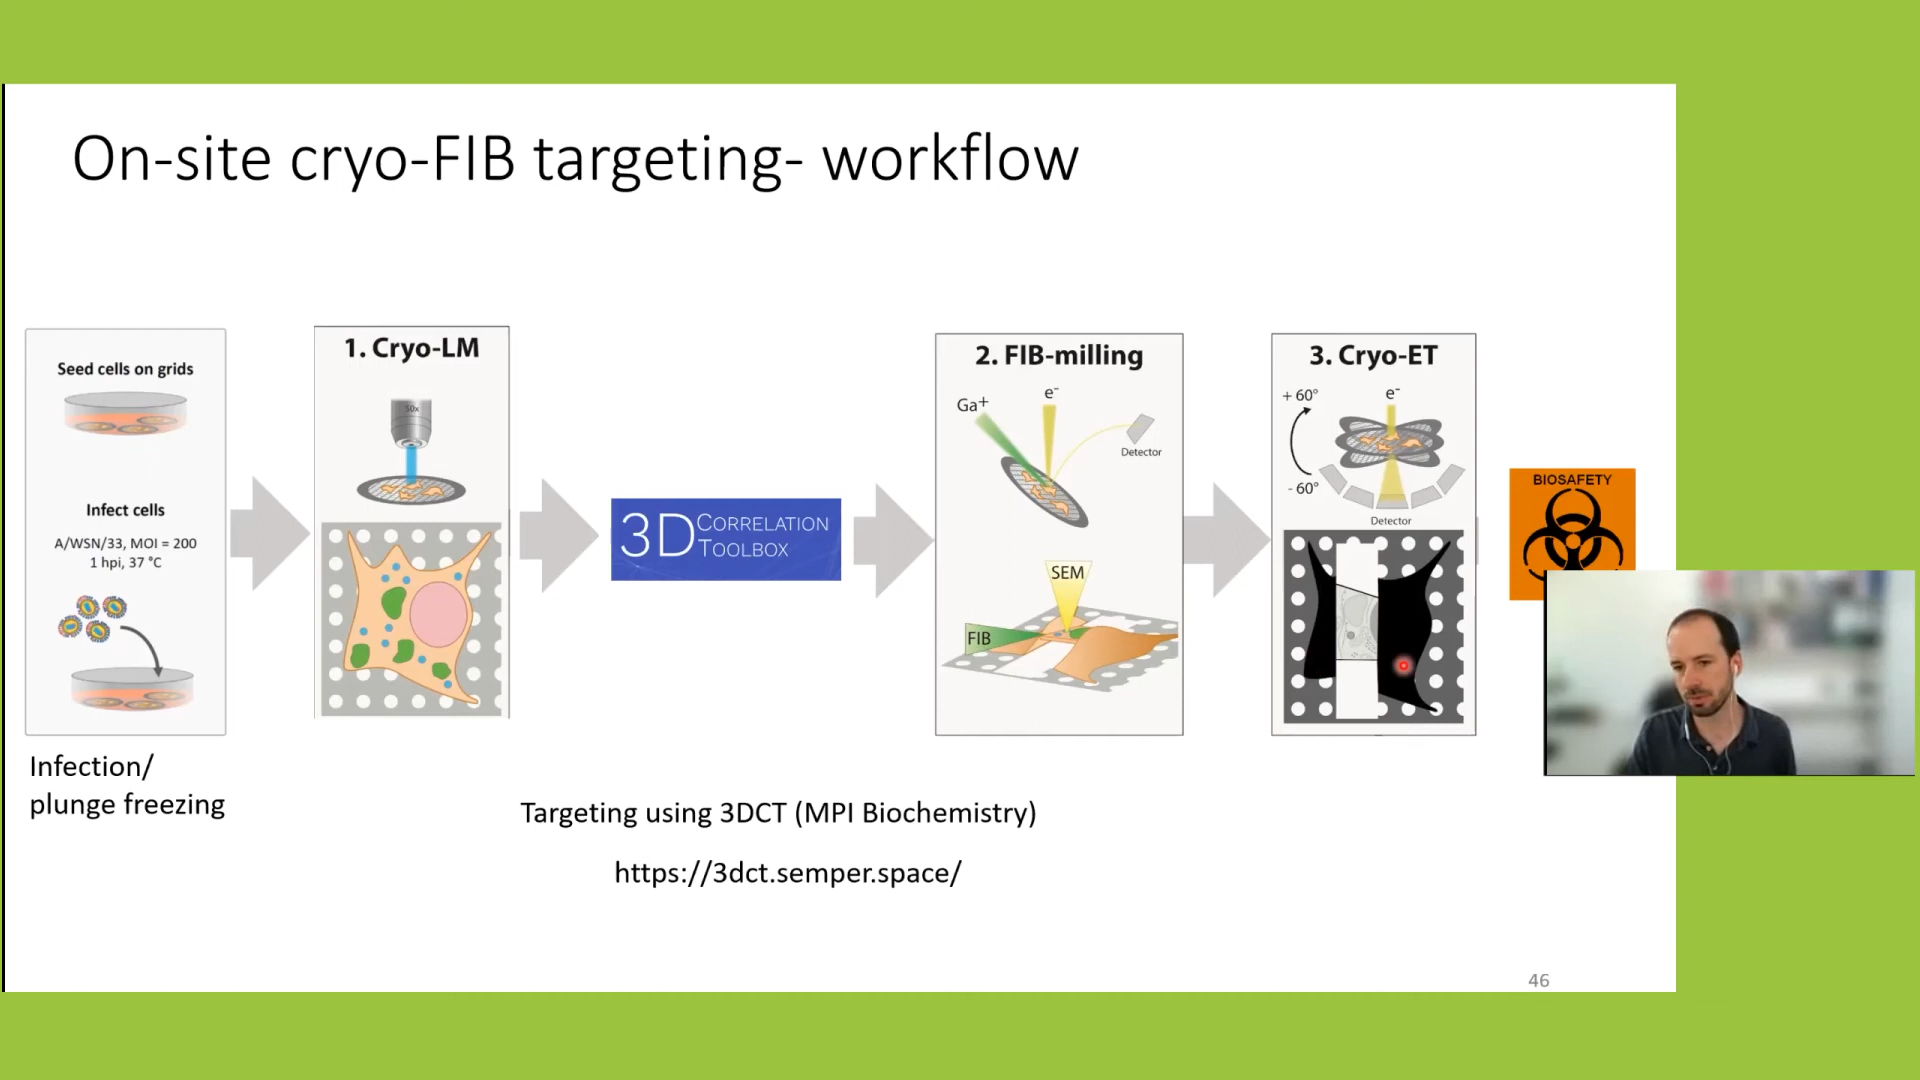 On-site cryo-FIB targeting- workflow
Seed cells on grids
Infect cells
A/WSN/33, MOI = 200
1 hpi, 37 °C
Infection/
plunge freezing
1. Cryo-LM
50x
3D CORRELATION
TOOLBOX
Targeting using 3DCT (MPI Biochemistry)
https://3dct.semper.space/
2. FIB-milling
Ga+
e-
Detector
SEM
FIB
3. Cryo-ET
+ 60°
e-
- 60°
Detector
BIOSAFETY
46